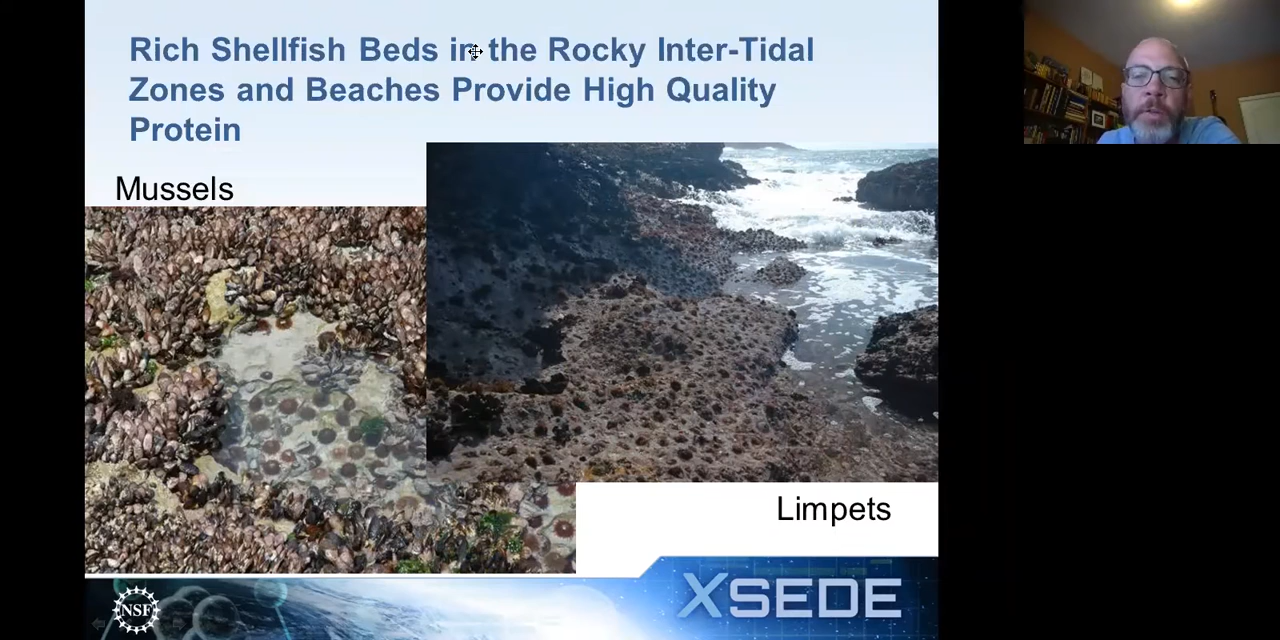 Rich Shellfish Beds in the Rocky Inter-Tidal
Zones and Beaches Provide High Quality
Protein
Mussels
Limpets
NSF
XSEDE